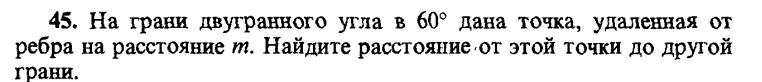 45. На грани двугранного угла в 60° дана точка, удаленная от
ребра на расстояние m. Найдите расстояние от этой точки до другой
грани.